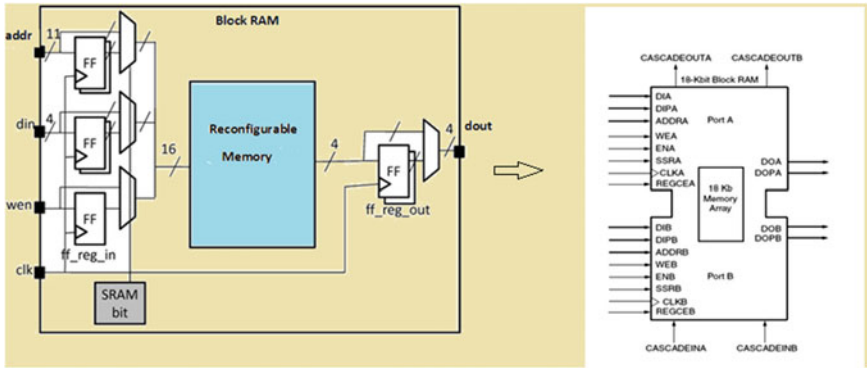 Block RAM
addr
11
FF
din
4
FF
wen
FF
ff_reg_in
clk
SRAM
bit
16
Reconfigurable
Memory
4
FF
ff_reg_out
4
dout
CASCADEOUTA
CASCADEOUTB
18-Kbit Block RAM
DIA
DIPA
ADDRA
WEA
ENA
SSRA
CLKA
REGCEA
Port A
DOA
DOPA
18 Kb
Memory
Array
DIB
DIPB
ADDRB
WEB
ENB
SSRB
CLKB
REGCEB
Port B
DOB
DOPB
CASCADEINA
CASCADEINB